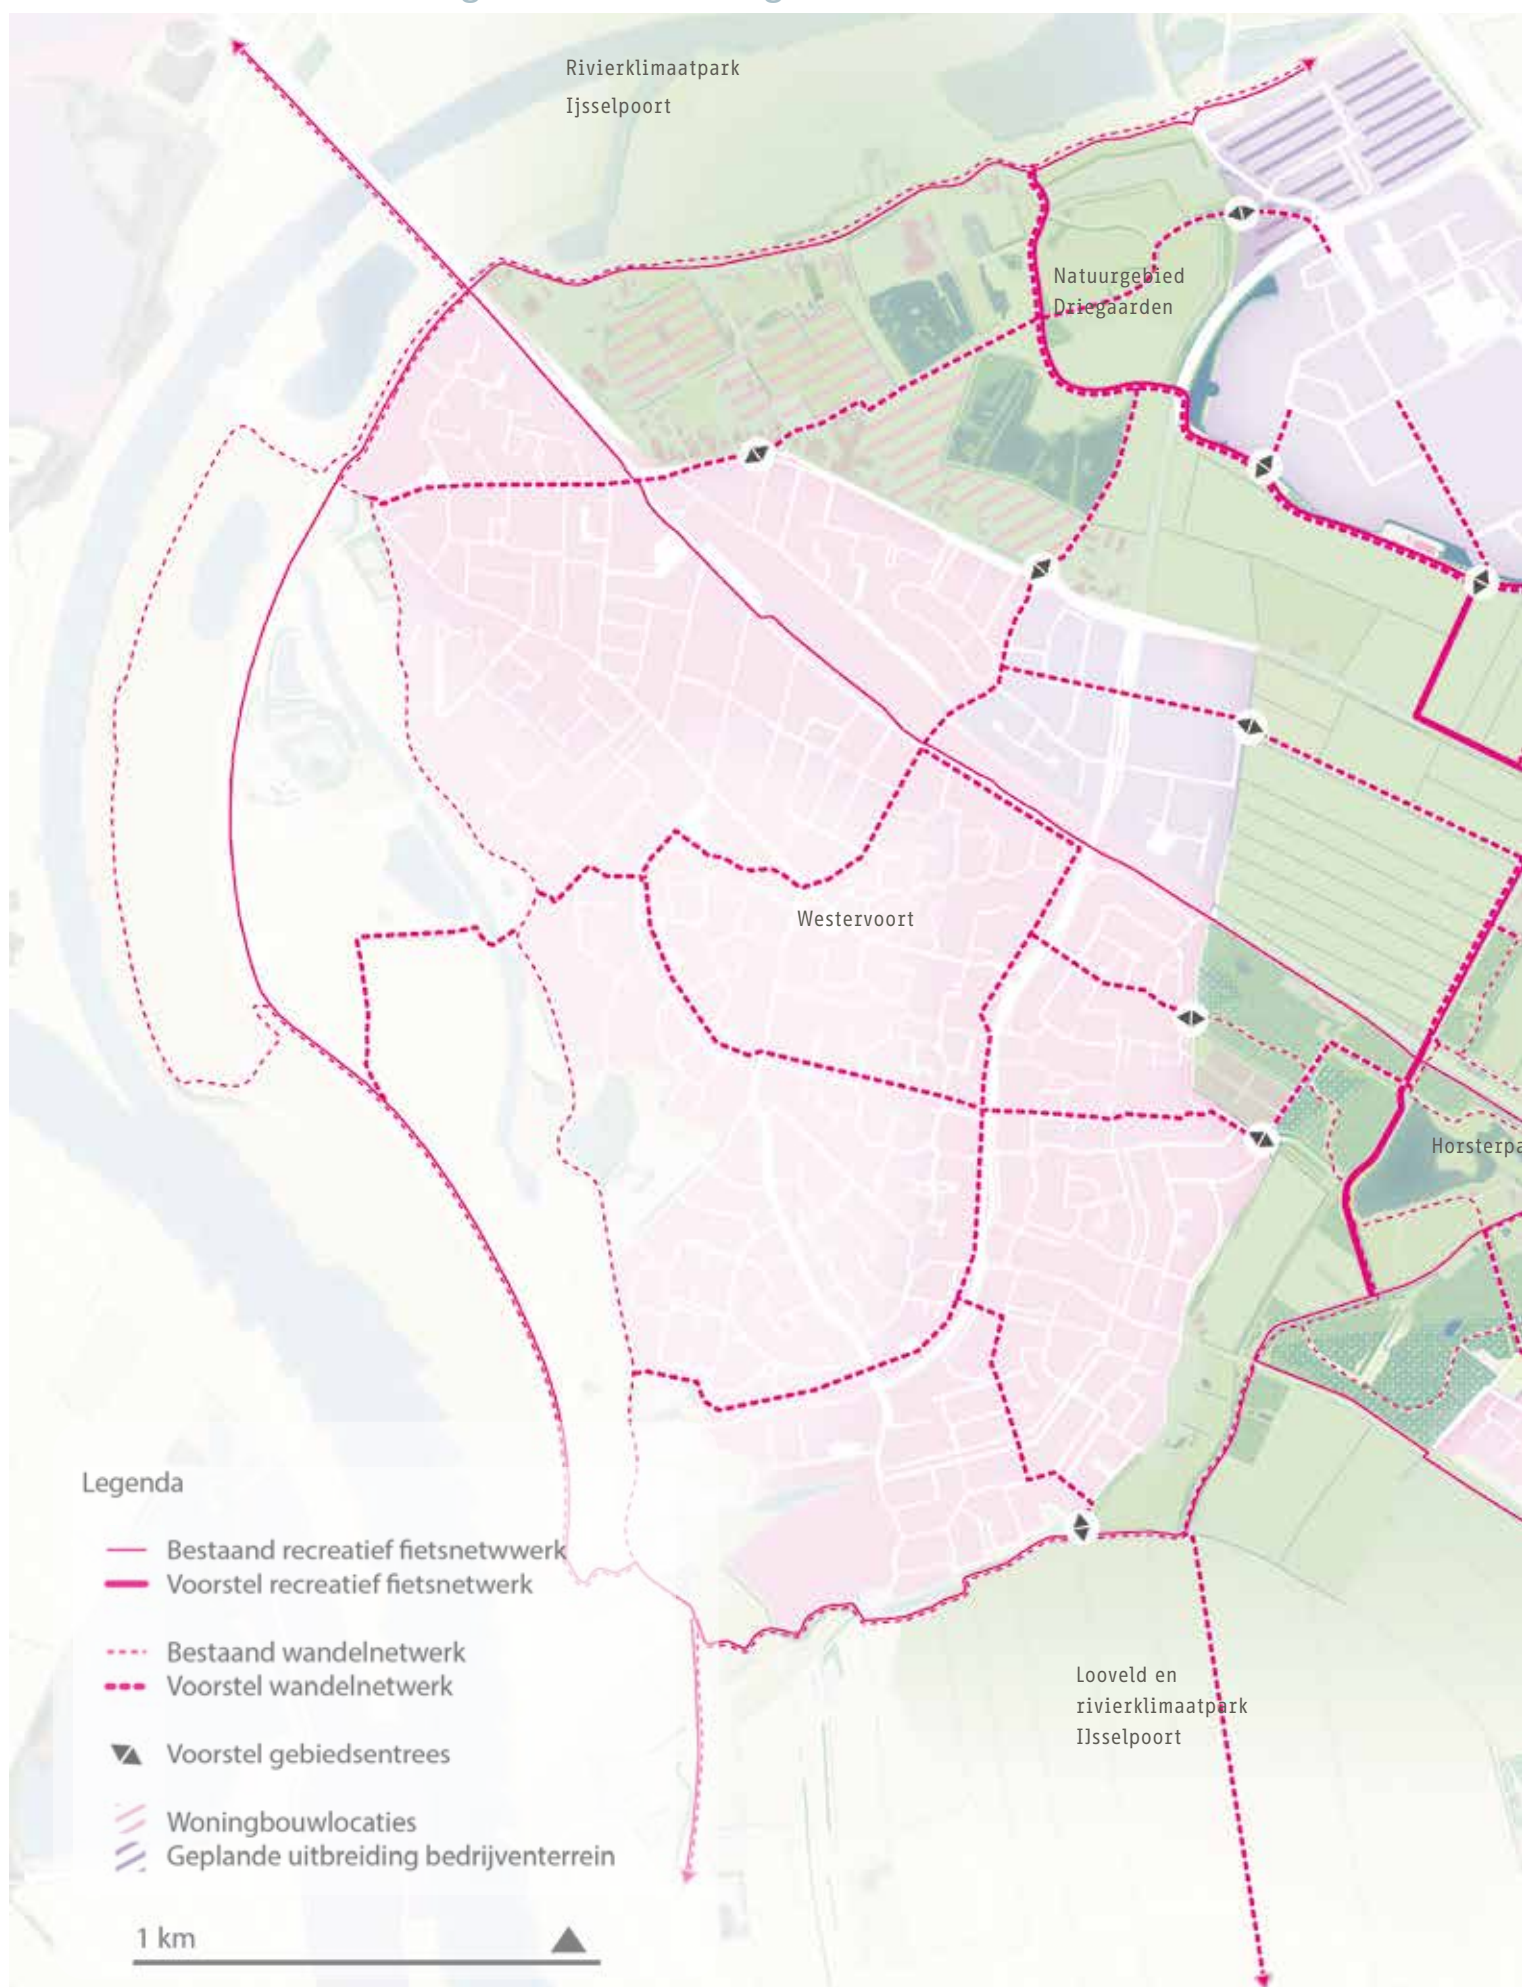 Rivierklimaatpark
Ijsselpoort
Natuurgebied
Driegaarden
Westervoort
Horsterpa
Looveld en
rivierklimaatpark
IJsselpoort
Legenda
Bestaand recreatief fietsnetwwerk
Voorstel recreatief fietsnetwerk
Bestaand wandelnetwerk
Voorstel wandelnetwerk
Voorstel gebiedsentrees
Woningbouwlocaties
Geplande uitbreiding bedrijventerrein
1 km